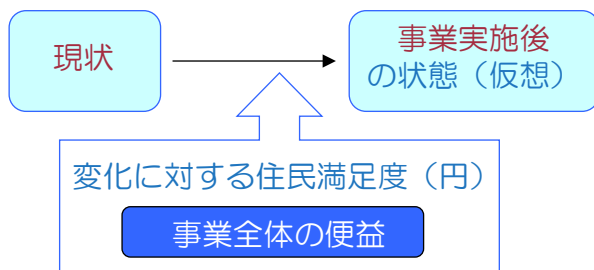 現状
事業実施後
の状態（仮想）
変化に対する住民満足度（円）
事業全体の便益